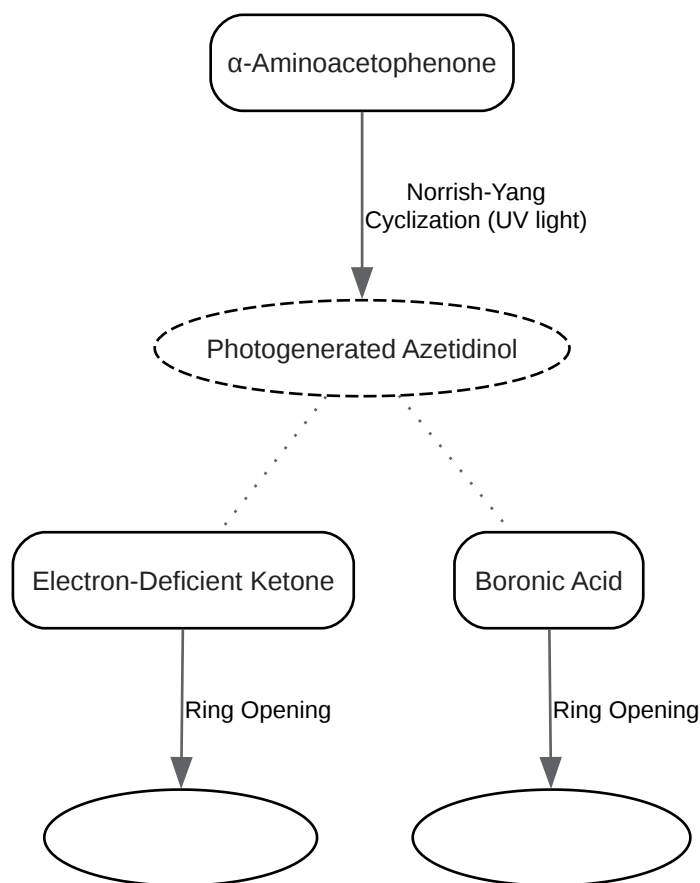 α-Aminoacetophenone
Norrish-Yang
Cyclization (UV light)
Photogenerated Azetidinol
Electron-Deficient Ketone
Boronic Acid
Ring Opening
Ring Opening